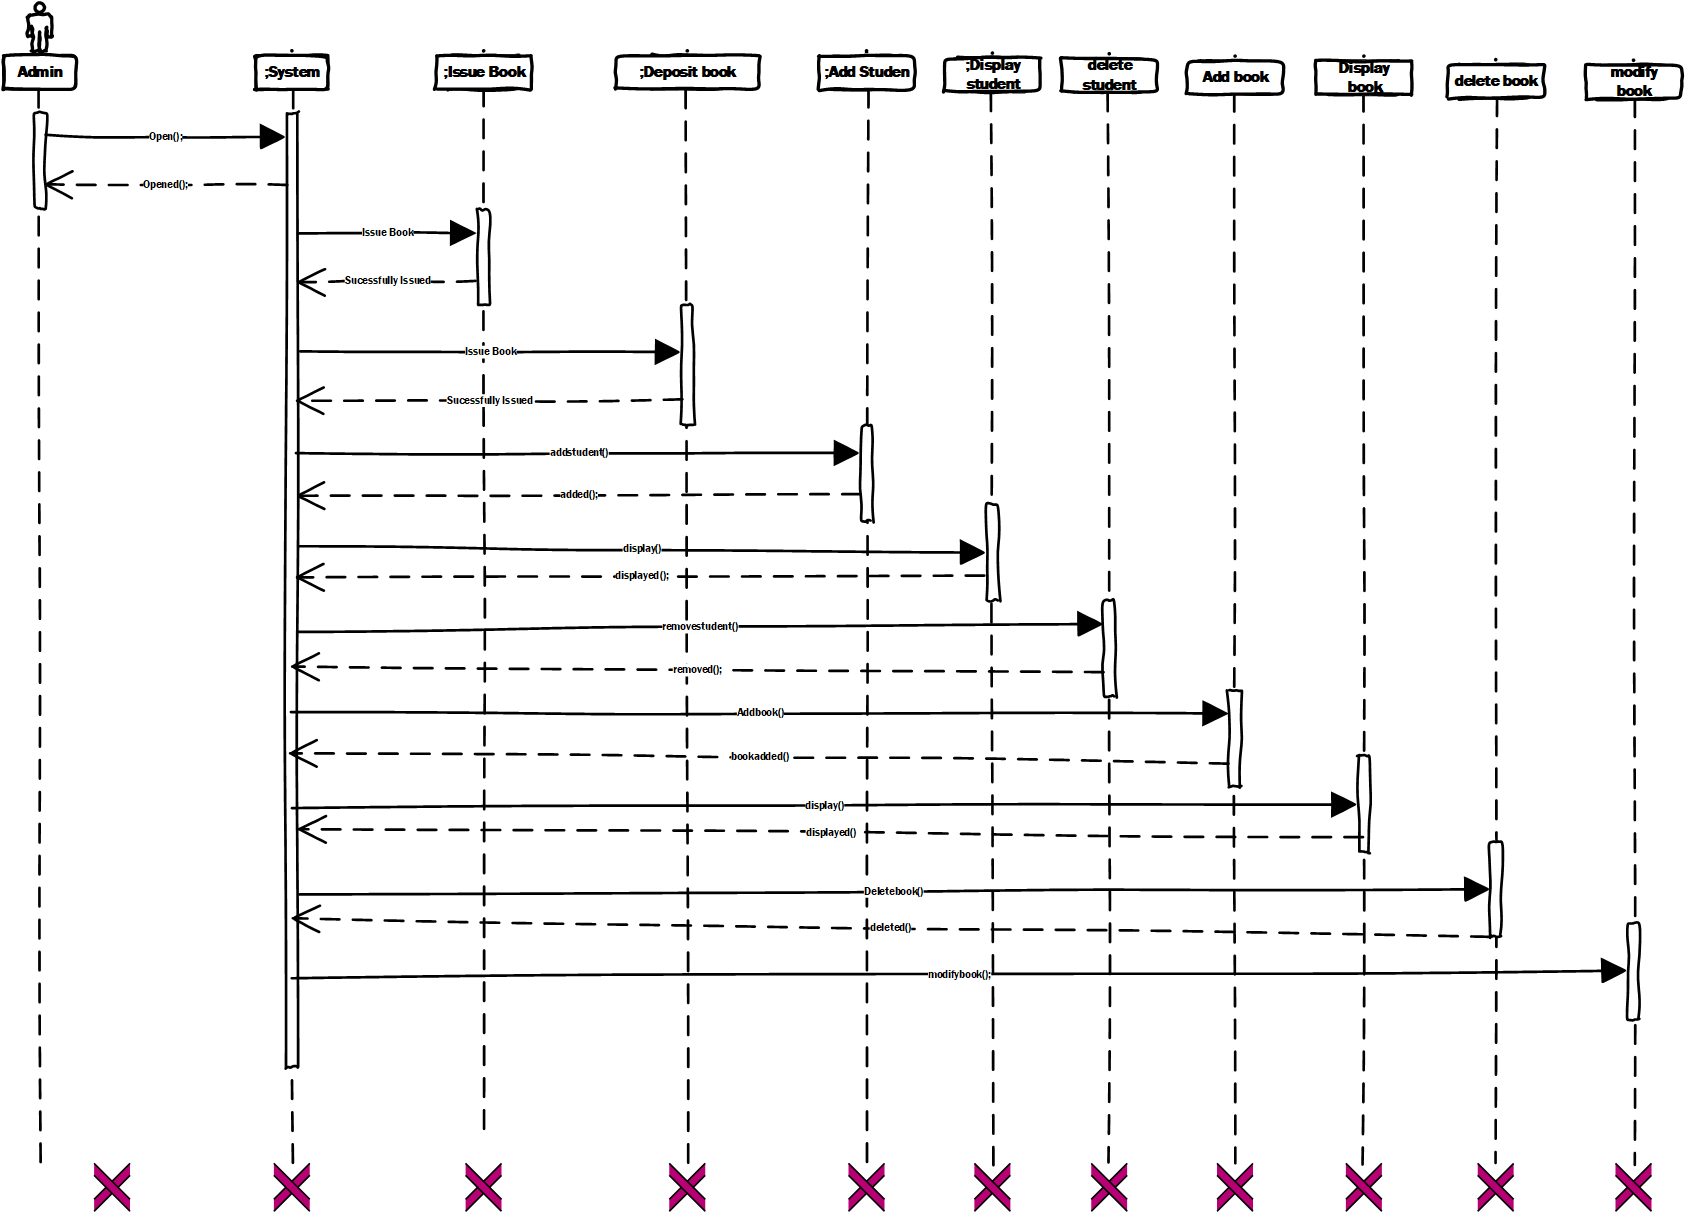 Admin
;System
;Issue Book
;Deposit book
;Add Studen
;Display
student
delete
student
Add book
Display
book
delete book
modify
book
Open();
Opened();
Issue Book
Sucessfully Issued
Issue Book
Sucessfully Issued
addstudent()
added();
display()
displayed();
removestudent()
removed();
Addbook()
bookadded()
display()
displayed()
Deletebook()
deleted()
modifybook();